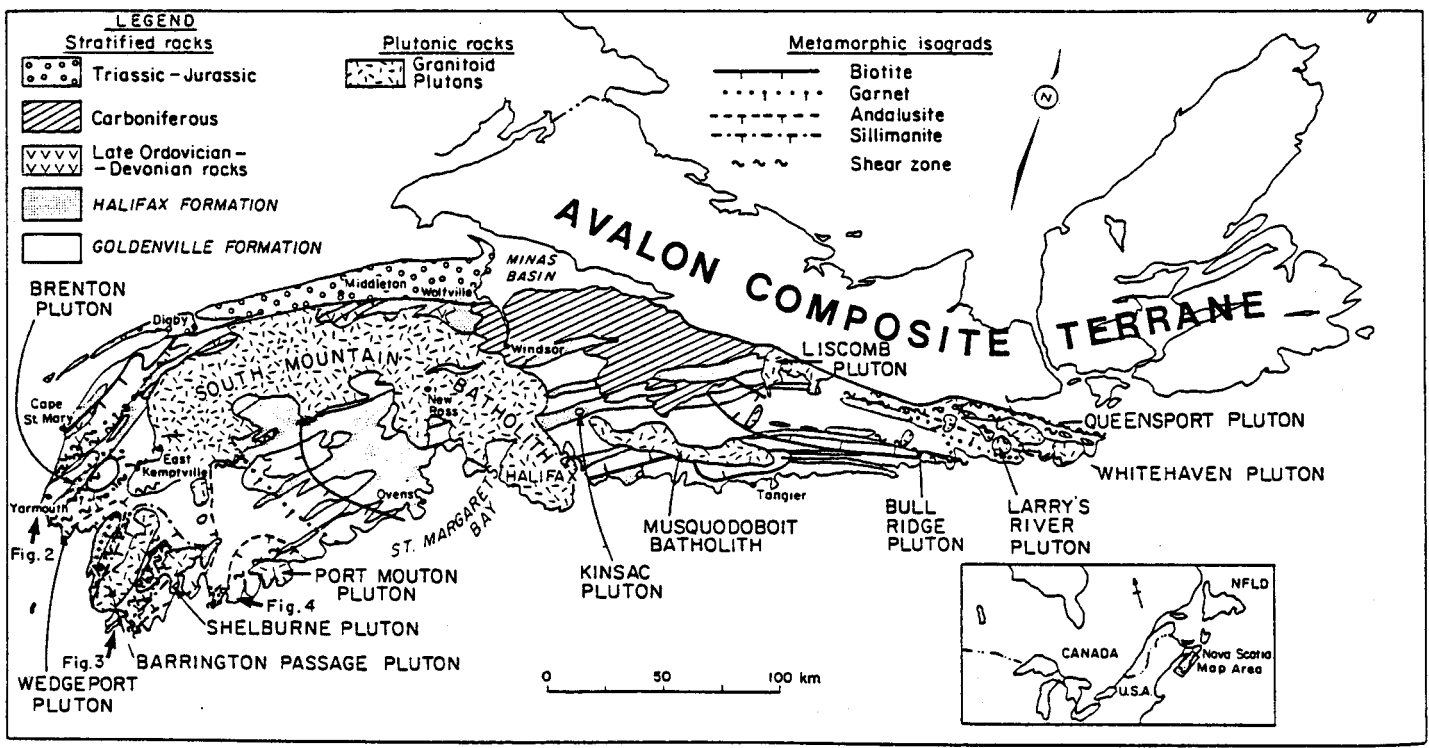 LEGEND
Stratified rocks
Triassic-Jurassic
Carboniferous
Late Ordovician-
-Devonian rocks
HALIFAX FORMATION
GOLDENVILLE FORMATION
Plutonic rocks
Granitoid
Plutons
Metamorphic isograds
Biotite
Garnet
Andalusite
Sillimanite
Shear zone
N
AVALON COMPOSITE TERRANE
MINAS
BASIN
BRENTON
PLUTON
Middleton
Wolfville
Digby
Windsor
LISCOMB
PLUTON
SOUTH MOUNTAIN
BATHOLITH
New
Ross
Cape
St. Mary
QUEENSPORT PLUTON
East
Kemptville
HALIFAX
WHITEHAVEN PLUTON
Ovens
Tangier
Yarmouth
Fig.2
ST. MARGARETS
BAY
MUSQUODOBOIT
BATHOLITH
BULL
RIDGE
PLUTON
LARRY'S
RIVER
PLUTON
KINSAC
PLUTON
PORT MOUTON
PLUTON
Fig.4
SHELBURNE PLUTON
Fig.3
BARRINGTON PASSAGE PLUTON
WEDGEPORT
PLUTON
0 50 100 km
NFLD
CANADA
Nova Scotia
Map Area
U.S.A.